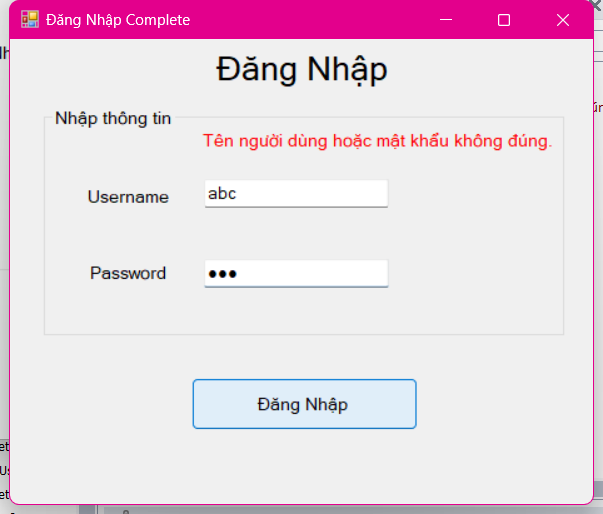 Đăng Nhập Complete
Đăng Nhập
Nhập thông tin
Tên người dùng hoặc mật khẩu không đúng.
Username
abc
Password
●●●
Đăng Nhập